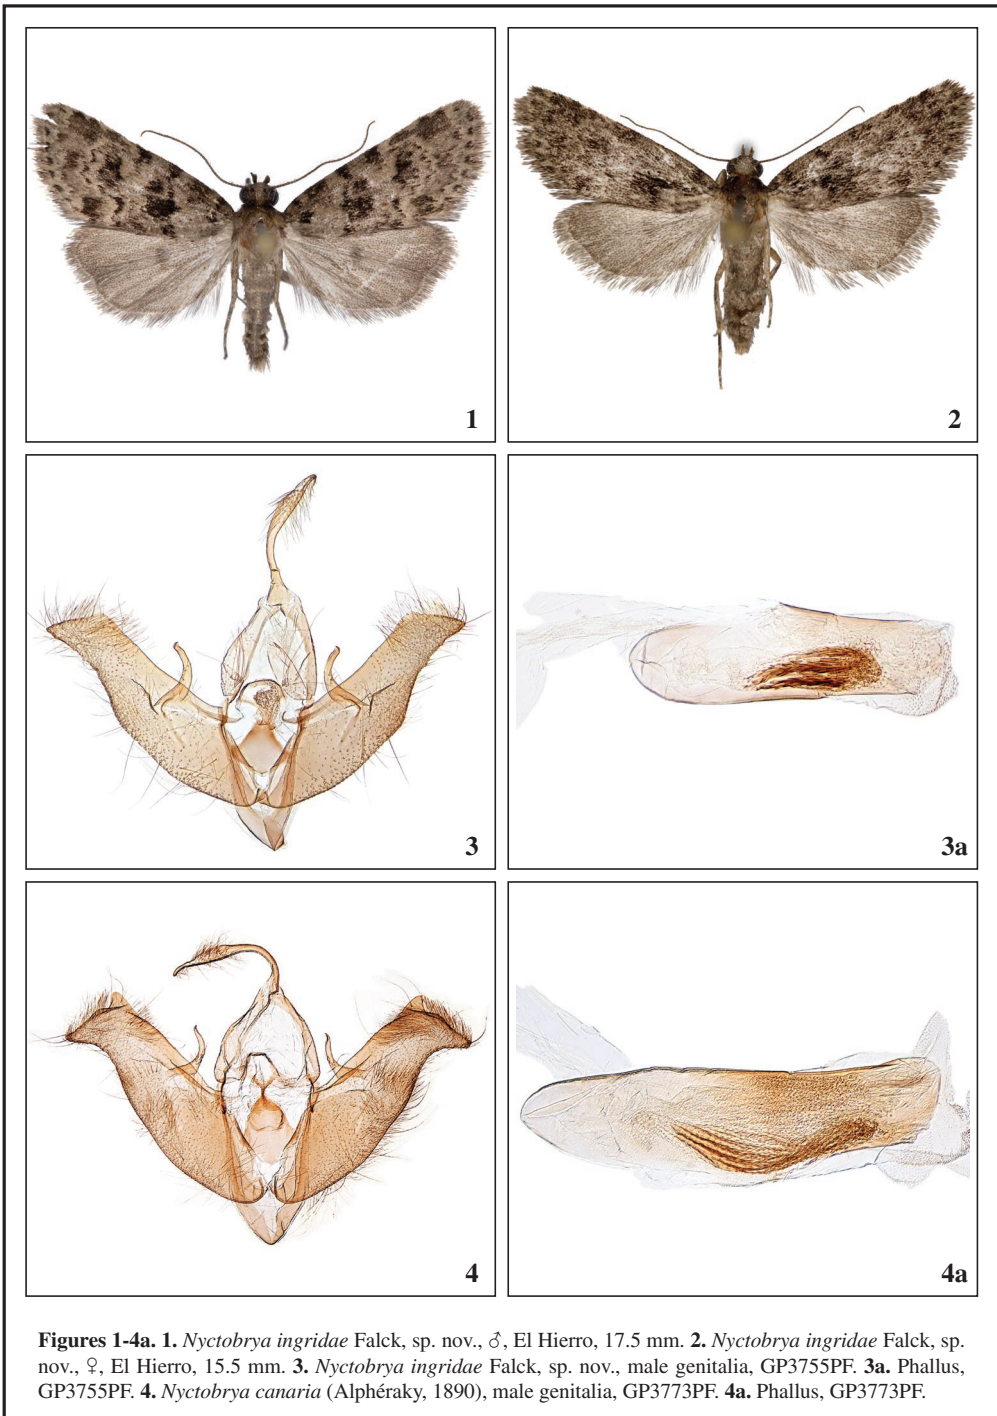 1
2
3
3a
4
4a
Figures 1-4a. 1. Nyctobrya ingridae Falck, sp. nov., ♂, El Hierro, 17.5 mm. 2. Nyctobrya ingridae Falck, sp.
nov., ♀, El Hierro, 15.5 mm. 3. Nyctobrya ingridae Falck, sp. nov., male genitalia, GP3755PF. 3a. Phallus,
GP3755PF. 4. Nyctobrya canaria (Alphéraky, 1890), male genitalia, GP3773PF. 4a. Phallus, GP3773PF.